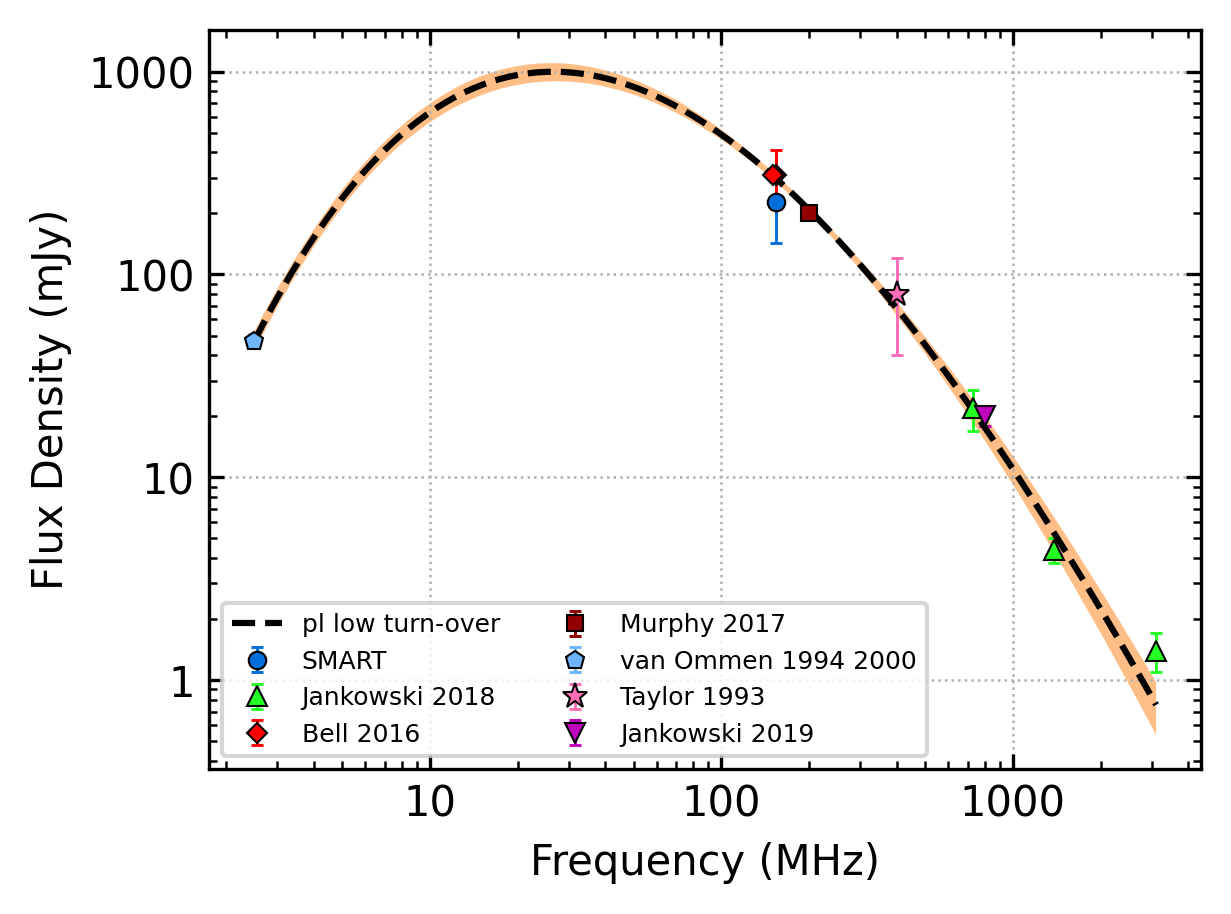 1000
100
10
1
Flux Density (mJy)
pl low turn-over
SMART
Jankowski 2018
Bell 2016
Murphy 2017
van Ommen 1994 2000
Taylor 1993
Jankowski 2019
10 100 1000
Frequency (MHz)